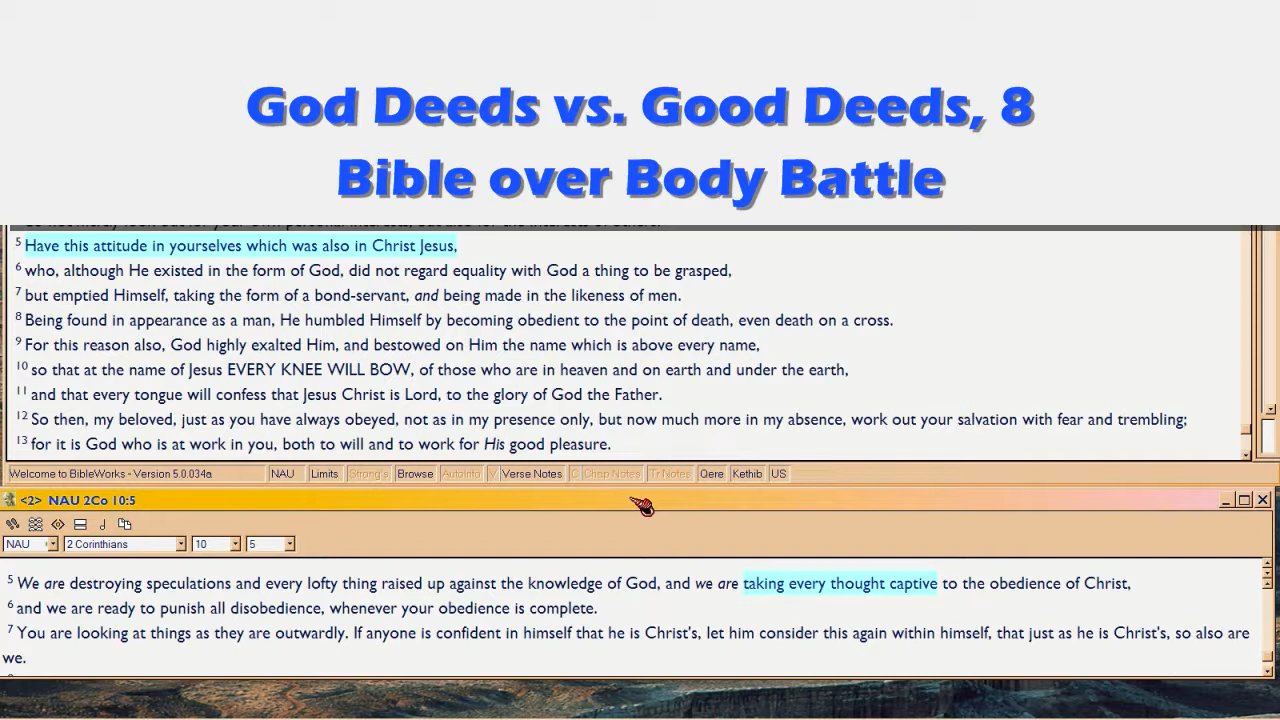 God Deeds vs. Good Deeds, 8
Bible over Body Battle
5 Have this attitude in yourselves which was also in Christ Jesus,
6 who, although He existed in the form of God, did not regard equality with God a thing to be grasped,
7 but emptied Himself, taking the form of a bond-servant, and being made in the likeness of men.
8 Being found in appearance as a man, He humbled Himself by becoming obedient to the point of death, even death on a cross.
9 For this reason also, God highly exalted Him, and bestowed on Him the name which is above every name,
10 so that at the name of Jesus EVERY KNEE WILL BOW, of those who are in heaven and on earth and under the earth,
11 and that every tongue will confess that Jesus Christ is Lord, to the glory of God the Father.
12 So then, my beloved, just as you have always obeyed, not as in my presence only, but now much more in my absence, work out your salvation with fear and trembling;
13 for it is God who is at work in you, both to will and to work for His good pleasure.
Welcome to BibleWorks - Version 5.0.034a NAU Limits Strong's Browse AutoInfo V Verse Notes C Chap Notes Tr Notes Qere Kethib US
<2> NAU 2Co 10:5
NAU 2 Corinthians 10 5
5 We are destroying speculations and every lofty thing raised up against the knowledge of God, and we are taking every thought captive to the obedience of Christ,
6 and we are ready to punish all disobedience, whenever your obedience is complete.
7 You are looking at things as they are outwardly. If anyone is confident in himself that he is Christ's, let him consider this again within himself, that just as he is Christ's, so also are
we.